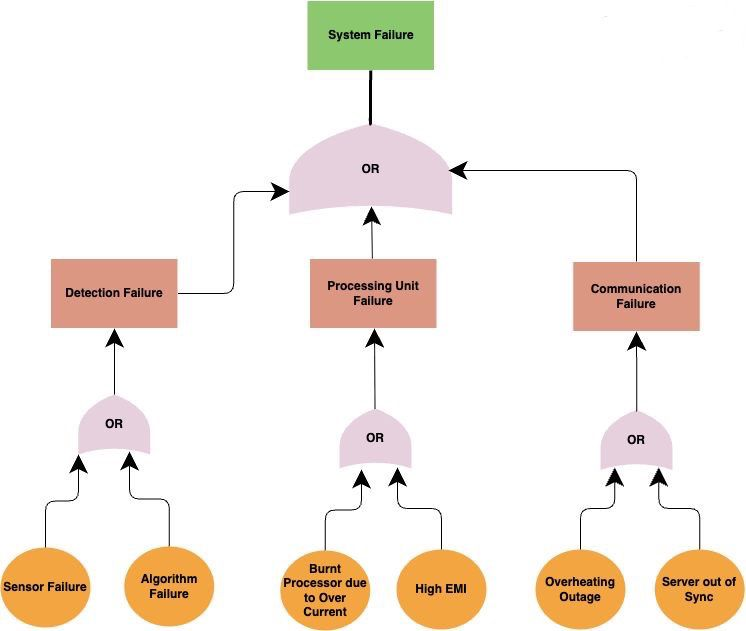 System Failure
OR
Detection Failure
Processing Unit
Failure
Communication
Failure
OR
OR
OR
Sensor Failure
Algorithm
Failure
Burnt
Processor due
to Over
Current
High EMI
Overheating
Outage
Server out of
Sync